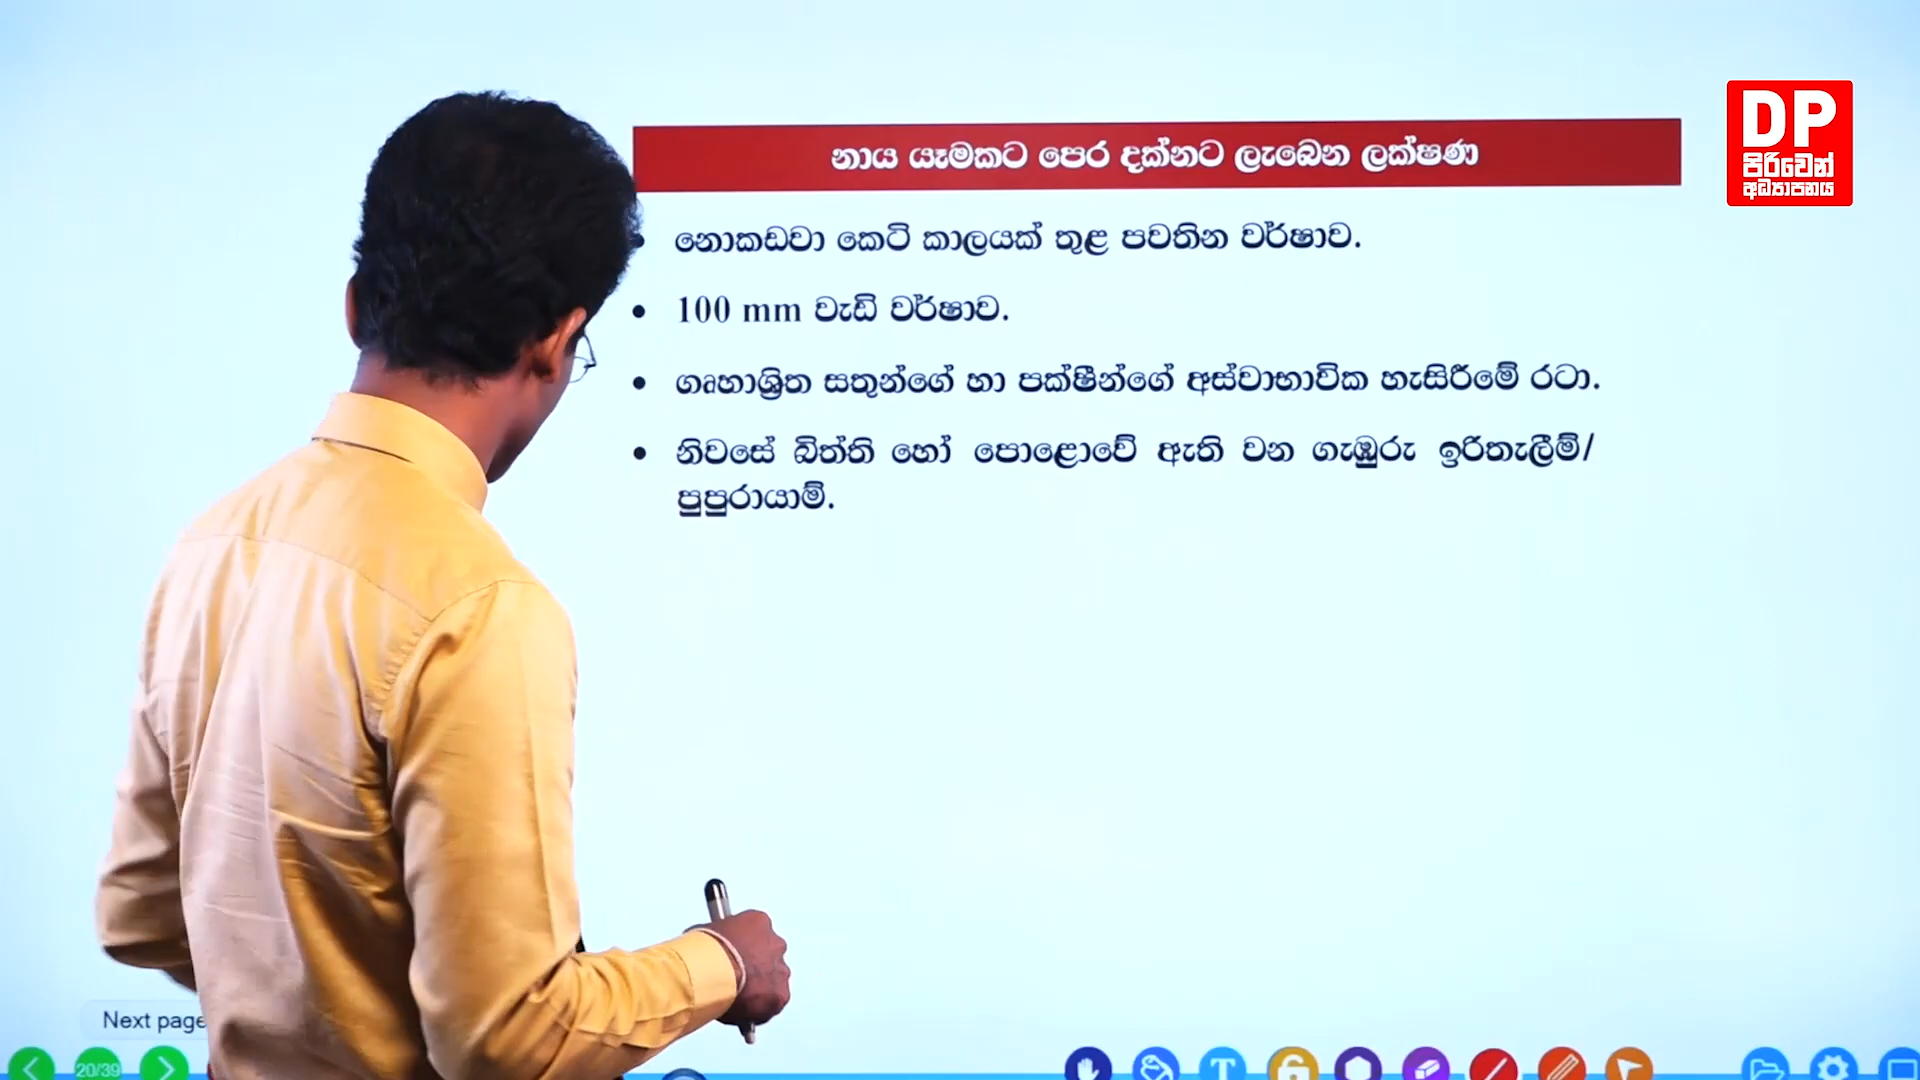 DP
පිරිවෙන්
අධ්‍යාපනය
නාය යෑමකට පෙර දක්නට ලැබෙන ලක්ෂණ
• නොකඩවා කෙටි කාලයක් තුළ පවතින වර්ෂාව.
• 100 mm වැඩි වර්ෂාව.
• ගෘහාශ්‍රිත සතුන්ගේ හා පක්ෂීන්ගේ අස්වාභාවික හැසිරීමේ රටා.
• නිවසේ බිත්ති හෝ පොළොවේ ඇති වන ගැඹුරු ඉරිතැලීම්/
පුපුරායාම්.
Next page
20/39
T